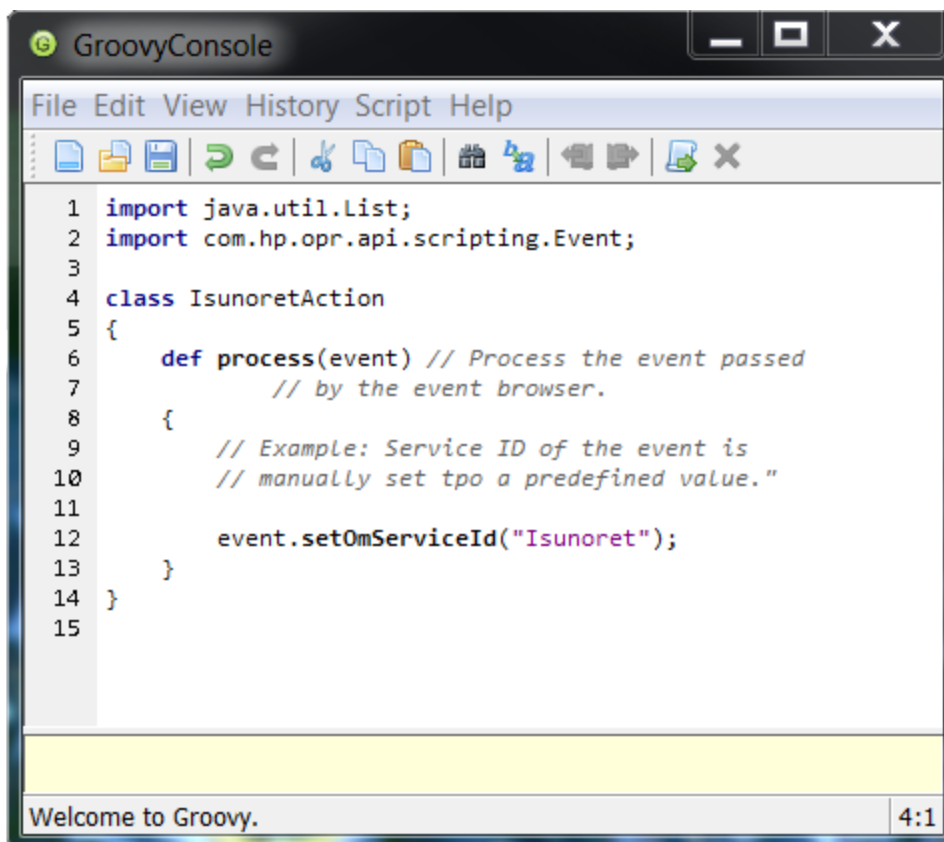 GroovyConsole
File Edit View History Script Help
1 import java.util.List;
2 import com.hp.opr.api.scripting.Event;
3
4 class IsunoretAction
5 {
6 def process(event) // Process the event passed
7 // by the event browser.
8 {
9 // Example: Service ID of the event is
10 // manually set tpo a predefined value."
11
12 event.setOmServiceId("Isunoret");
13 }
14 }
15
Welcome to Groovy. 4:1